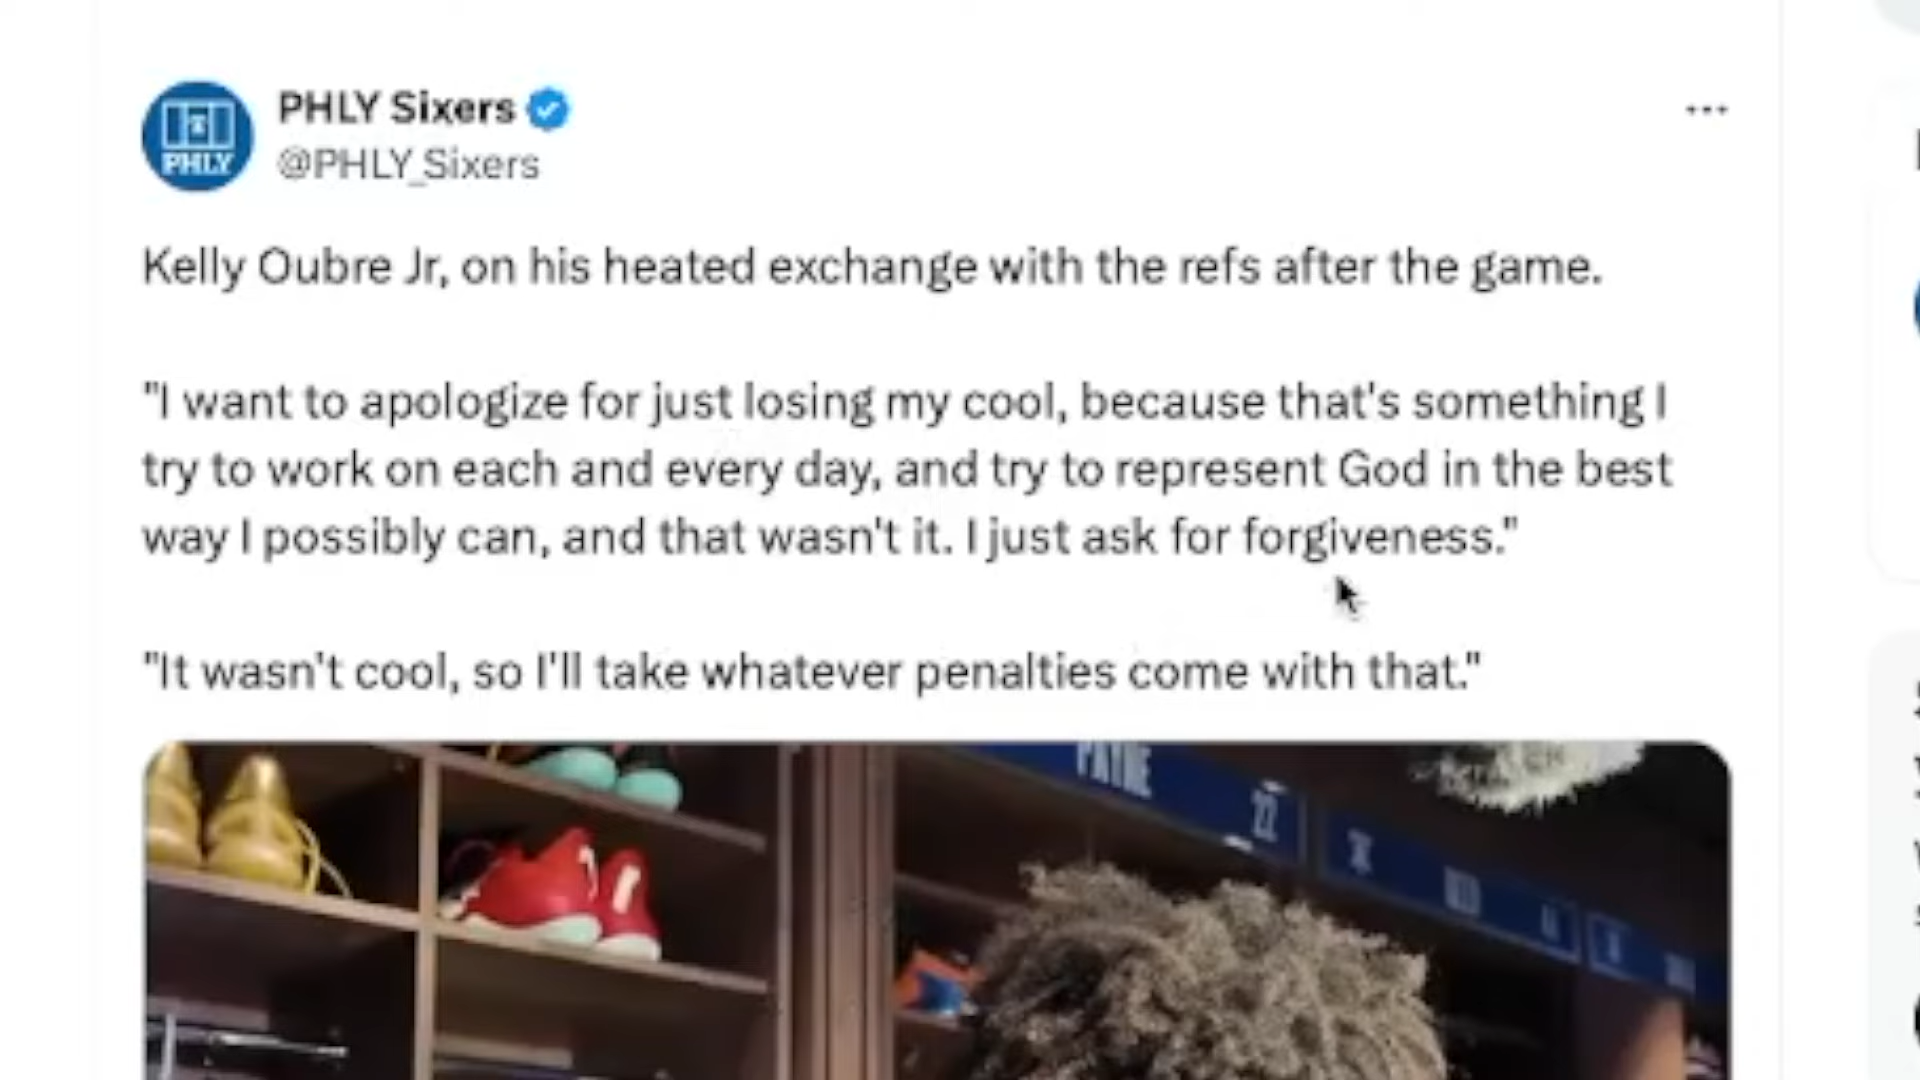 PHLY Sixers
PHLY
@PHLY_Sixers
Kelly Oubre Jr, on his heated exchange with the refs after the game.
"I want to apologize for just losing my cool, because that's something I
try to work on each and every day, and try to represent God in the best
way I possibly can, and that wasn't it. I just ask for forgiveness."
"It wasn't cool, so I'll take whatever penalties come with that."
PAYNE
22